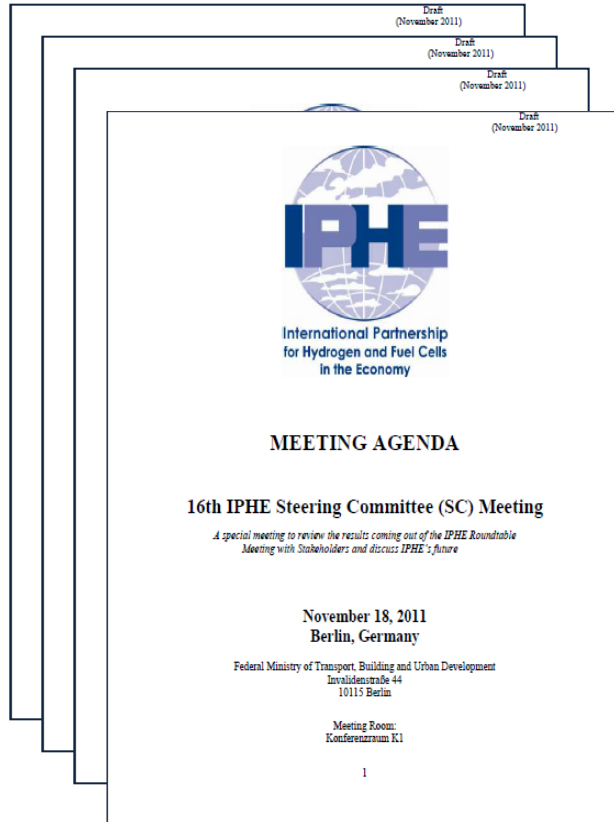 Draft
(November 2011)
Draft
(November 2011)
Draft
(November 2011)
Draft
(November 2011)
IPHE
International Partnership
for Hydrogen and Fuel Cells
in the Economy
MEETING AGENDA
16th IPHE Steering Committee (SC) Meeting
A special meeting to review the results coming out of the IPHE Roundtable
Meeting with Stakeholders and discuss IPHE's future
November 18, 2011
Berlin, Germany
Federal Ministry of Transport, Building and Urban Development
Invalidenstraße 44
10115 Berlin
Meeting Room:
Konferenzraum K1
1